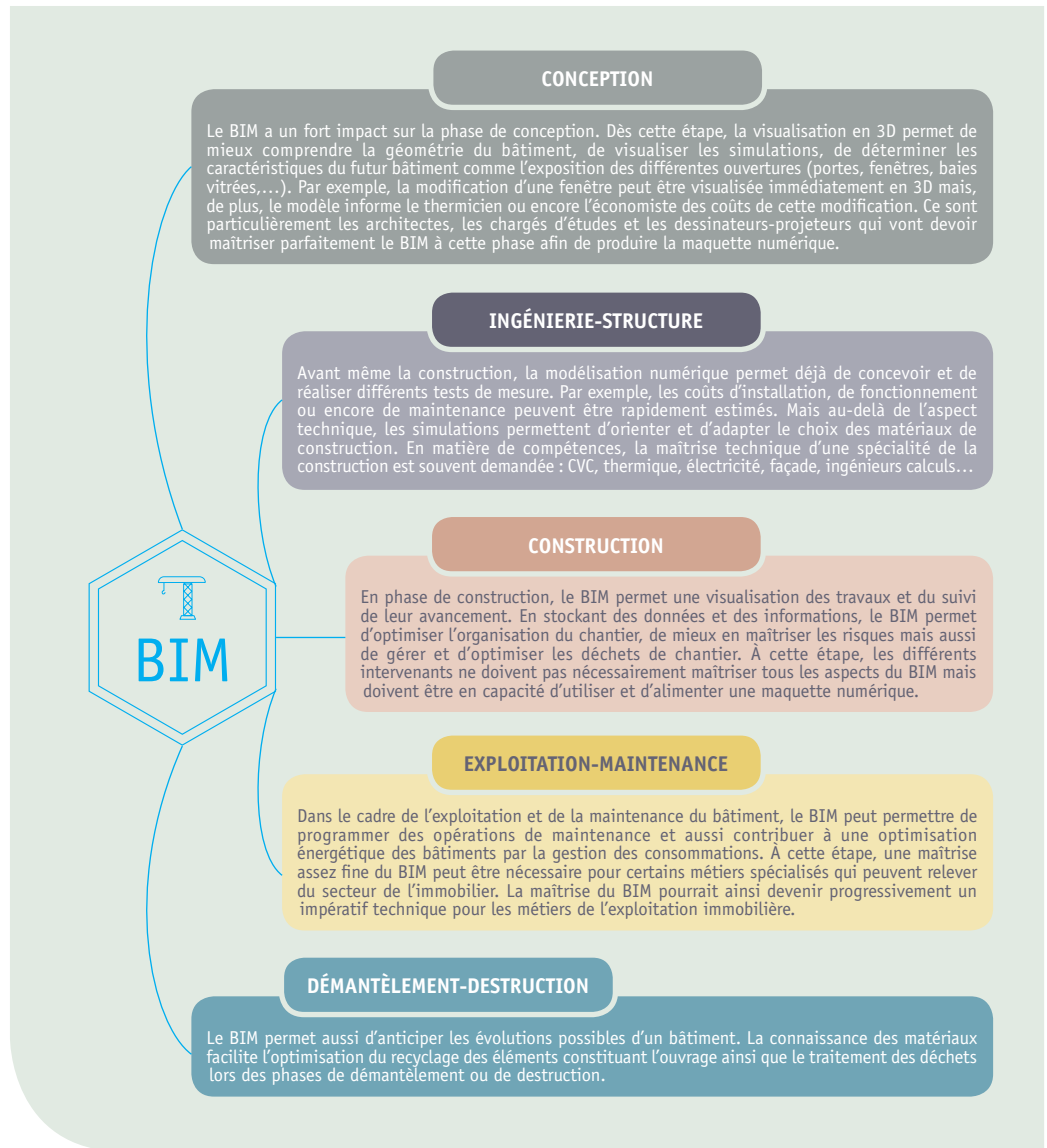 CONCEPTION
Le BIM a un fort impact sur la phase de conception. Dès cette étape, la visualisation en 3D permet de
mieux comprendre la géométrie du bâtiment, de visualiser les simulations, de déterminer les
caractéristiques du futur bâtiment comme l'exposition des différentes ouvertures (portes, fenêtres, baies
vitrées,...). Par exemple, la modification d'une fenêtre peut être visualisée immédiatement en 3D mais,
de plus, le modèle informe le thermicien ou encore l'économiste des coûts de cette modification. Ce sont
particulièrement les architectes, les chargés d'études et les dessinateurs-projeteurs qui vont devoir
maîtriser parfaitement le BIM à cette phase afin de produire la maquette numérique.
INGÉNIERIE-STRUCTURE
Avant même la construction, la modélisation numérique permet déjà de concevoir et de
réaliser différents tests de mesure. Par exemple, les coûts d'installation, de fonctionnement
ou encore de maintenance peuvent être rapidement estimés. Mais au-delà de l'aspect
technique, les simulations permettent d'orienter et d'adapter le choix des matériaux de
construction. En matière de compétences, la maîtrise technique d'une spécialité de la
construction est souvent demandée : CVC, thermique, électricité, façade, ingénieurs calculs...
CONSTRUCTION
En phase de construction, le BIM permet une visualisation des travaux et du suivi
de leur avancement. En stockant des données et des informations, le BIM permet
d'optimiser l'organisation du chantier, de mieux en maîtriser les risques mais aussi
de gérer et d'optimiser les déchets de chantier. À cette étape, les différents
intervenants ne doivent pas nécessairement maîtriser tous les aspects du BIM mais
doivent être en capacité d'utiliser et d'alimenter une maquette numérique.
BIM
EXPLOITATION-MAINTENANCE
Dans le cadre de l'exploitation et de la maintenance du bâtiment, le BIM peut permettre de
programmer des opérations de maintenance et aussi contribuer à une optimisation
énergétique des bâtiments par la gestion des consommations. À cette étape, une maîtrise
assez fine du BIM peut être nécessaire pour certains métiers spécialisés qui peuvent relever
du secteur de l'immobilier. La maîtrise du BIM pourrait ainsi devenir progressivement un
impératif technique pour les métiers de l'exploitation immobilière.
DÉMANTÈLEMENT-DESTRUCTION
Le BIM permet aussi d'anticiper les évolutions possibles d'un bâtiment. La connaissance des matériaux
facilite l'optimisation du recyclage des éléments constituant l'ouvrage ainsi que le traitement des déchets
lors des phases de démantèlement ou de destruction.